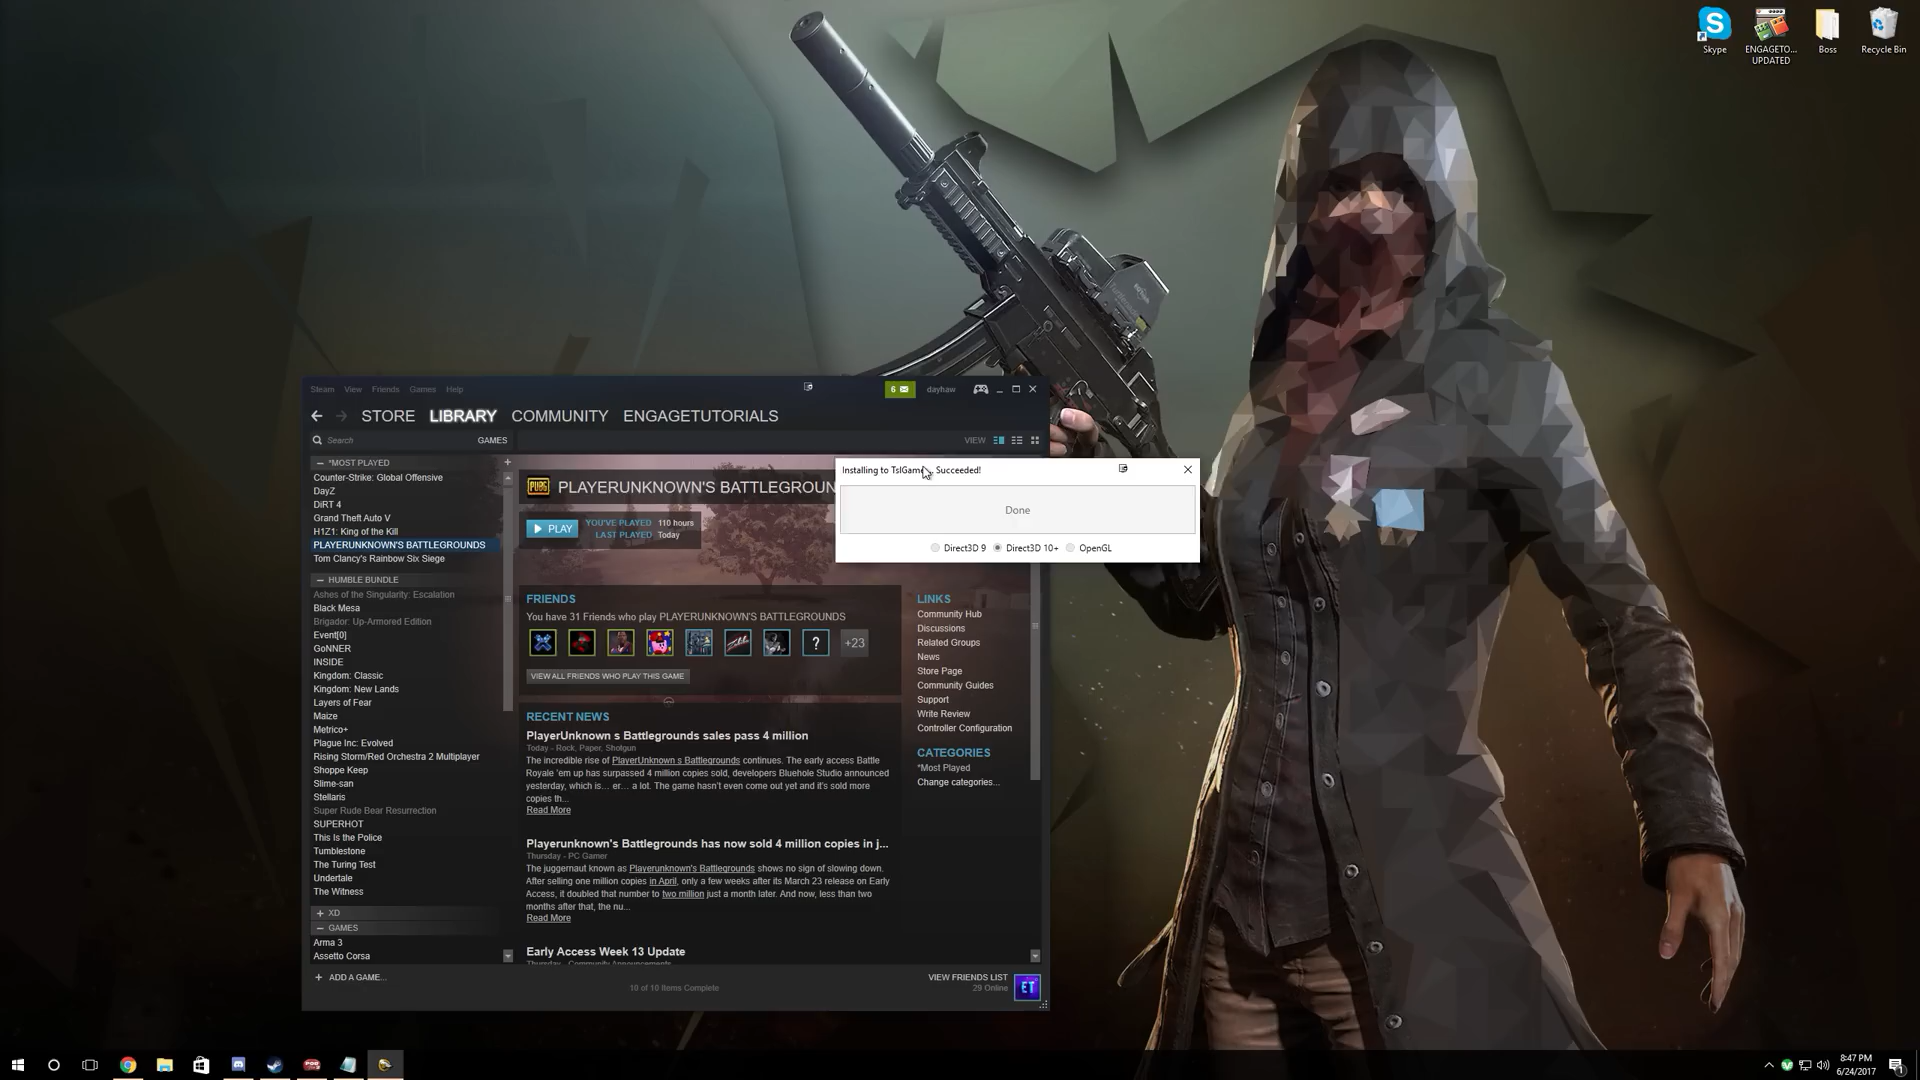 Skype
ENGAGETO...
UPDATED
Boss
Recycle Bin
Steam View Friends Games Help
6
dayhaw
STORE LIBRARY COMMUNITY ENGAGETUTORIALS
Search
GAMES
VIEW
*MOST PLAYED
Counter-Strike: Global Offensive
DayZ
DiRT 4
Grand Theft Auto V
H1Z1: King of the Kill
PLAYERUNKNOWN'S BATTLEGROUNDS
Tom Clancy's Rainbow Six Siege
HUMBLE BUNDLE
Ashes of the Singularity: Escalation
Black Mesa
Brigador: Up-Armored Edition
Event[0]
GoNNER
INSIDE
Kingdom: Classic
Kingdom: New Lands
Layers of Fear
Maize
Metrico+
Plague Inc: Evolved
Rising Storm/Red Orchestra 2 Multiplayer
Shoppe Keep
Slime-san
Stellaris
Super Rude Bear Resurrection
SUPERHOT
This Is the Police
Tumblestone
The Turing Test
Undertale
The Witness
XD
GAMES
Arma 3
Assetto Corsa
ADD A GAME...
PUBG
PLAYERUNKNOWN'S BATTLEGROUN
PLAY
YOU'VE PLAYED 110 hours
LAST PLAYED Today
FRIENDS
You have 31 Friends who play PLAYERUNKNOWN'S BATTLEGROUNDS
?
+23
VIEW ALL FRIENDS WHO PLAY THIS GAME
RECENT NEWS
PlayerUnknown s Battlegrounds sales pass 4 million
Today - Rock, Paper, Shotgun
The incredible rise of PlayerUnknown s Battlegrounds continues. The early access Battle
Royale 'em up has surpassed 4 million copies sold, developers Bluehole Studio announced
yesterday, which is... er... a lot. The game hasn't even come out yet and it's sold more
copies th...
Read More
Playerunknown's Battlegrounds has now sold 4 million copies in j...
Thursday - PC Gamer
The juggernaut known as Playerunknown's Battlegrounds shows no sign of slowing down.
After selling one million copies in April, only a few weeks after its March 23 release on Early
Access, it doubled that number to two million just a month later. And now, less than two
months after that, the nu...
Read More
Early Access Week 13 Update
Thursday - Community Announcements
LINKS
Community Hub
Discussions
Related Groups
News
Store Page
Community Guides
Support
Write Review
Controller Configuration
CATEGORIES
*Most Played
Change categories...
10 of 10 Items Complete
VIEW FRIENDS LIST
29 Online
ET
Installing to TslGame... Succeeded!
Done
Direct3D 9 Direct3D 10+ OpenGL
8:47 PM
6/24/2017
1